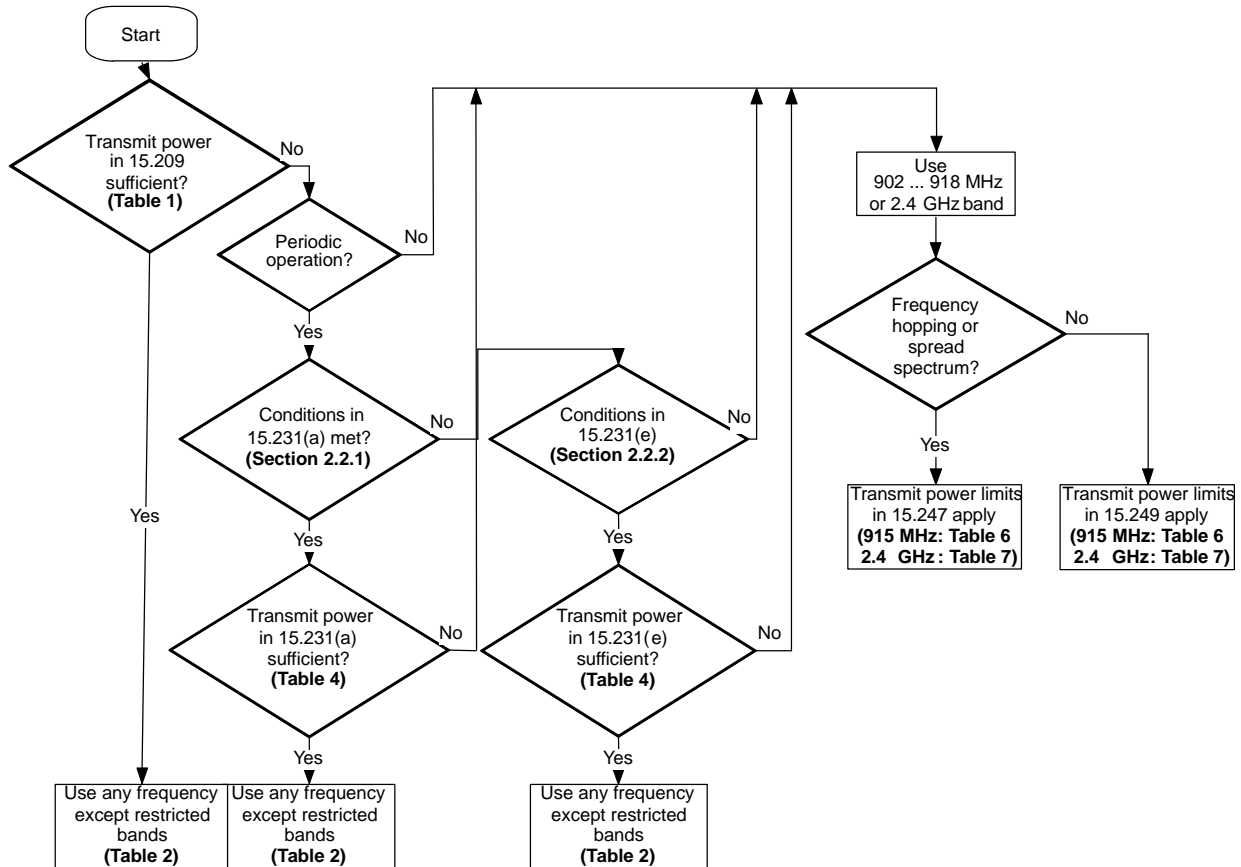 Start
Transmit power
in 15.209
sufficient?
(Table 1)
No
Periodic
operation?
No
Yes
Use
902 ... 918 MHz
or 2.4 GHz band
Frequency
hopping or
spread
spectrum?
No
Yes
Conditions in
15.231(a) met?
(Section 2.2.1)
No
Conditions in
15.231(e)
(Section 2.2.2)
No
Yes
Yes
Yes
Transmit power limits
in 15.247 apply
(915 MHz: Table 6
2.4 GHz: Table 7)
Transmit power limits
in 15.249 apply
(915 MHz: Table 6
2.4 GHz: Table 7)
Transmit power
in 15.231(a)
sufficient?
(Table 4)
No
Transmit power
in 15.231(e)
sufficient?
(Table 4)
No
Yes
Yes
Use any frequency
except restricted
bands
(Table 2)
Use any frequency
except restricted
bands
(Table 2)
Use any frequency
except restricted
bands
(Table 2)